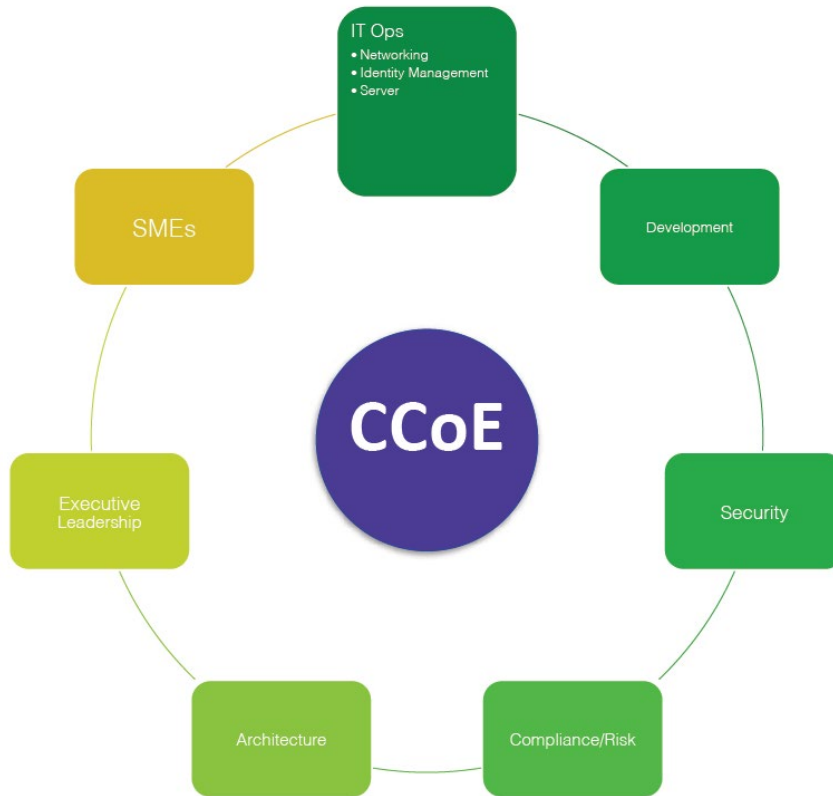 IT Ops
• Networking
• Identity Management
• Server
SMEs
Development
CCoE
Executive
Leadership
Security
Architecture
Compliance/Risk